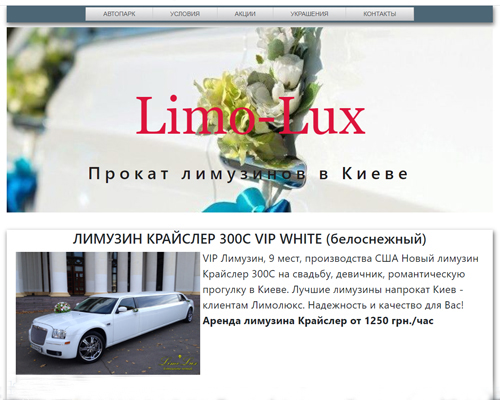 АВТОПАРК УСЛОВИЯ АКЦИИ УКРАШЕНИЯ КОНТАКТЫ
Limo-Lux
Прокат лимузинов в Киеве
ЛИМУЗИН КРАЙСЛЕР 300С VIP WHITE (белоснежный)
VIP Лимузин, 9 мест, производства США Новый лимузин
Крайслер 300С на свадьбу, девичник, романтическую
прогулку в Киеве. Лучшие лимузины напрокат Киев -
клиентам Лимолюкс. Надежность и качество для Вас!
Аренда лимузина Крайслер от 1250 грн./час
Limo Lux